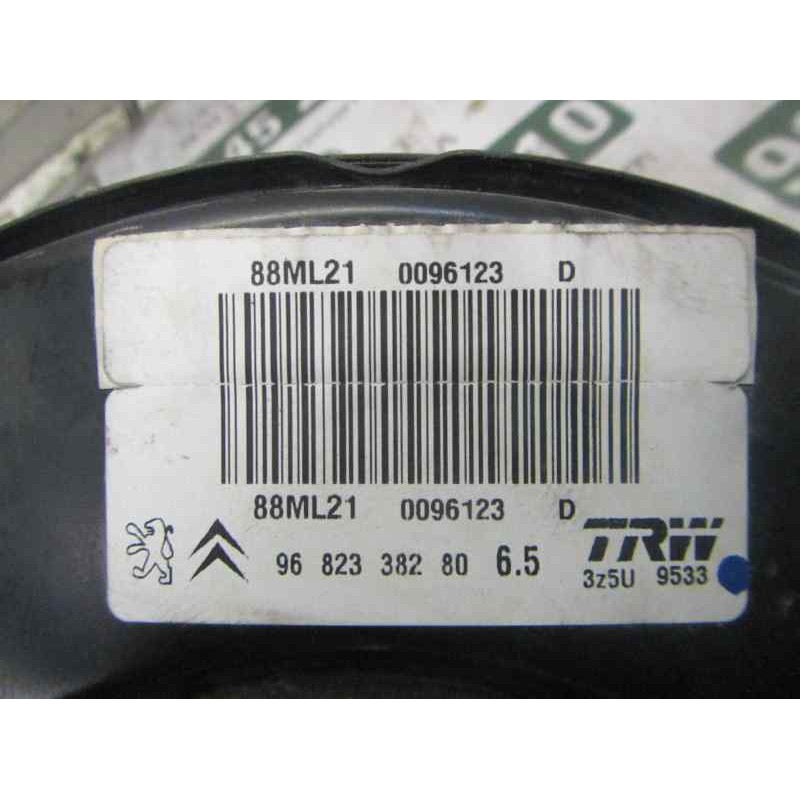 88ML21 0096123 D
88ML21 0096123 D
96 823 382 80 6.5
TRW
3z5U 9533